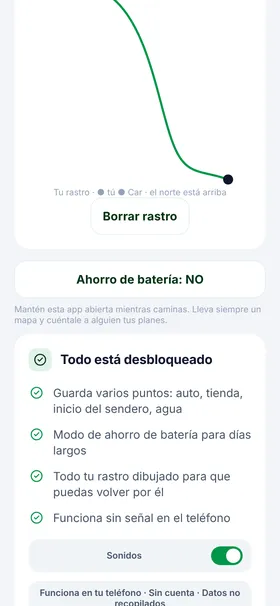 Tu rastro · ● tú ● Car · el norte está arriba
Borrar rastro
Ahorro de batería: NO
Mantén esta app abierta mientras caminas. Lleva siempre un
mapa y cuéntale a alguien tus planes.
Todo está desbloqueado
Guarda varios puntos: auto, tienda,
inicio del sendero, agua
Modo de ahorro de batería para días
largos
Todo tu rastro dibujado para que
puedas volver por él
Funciona sin señal en el teléfono
Sonidos
Funciona en tu teléfono · Sin cuenta · Datos no
recopilados